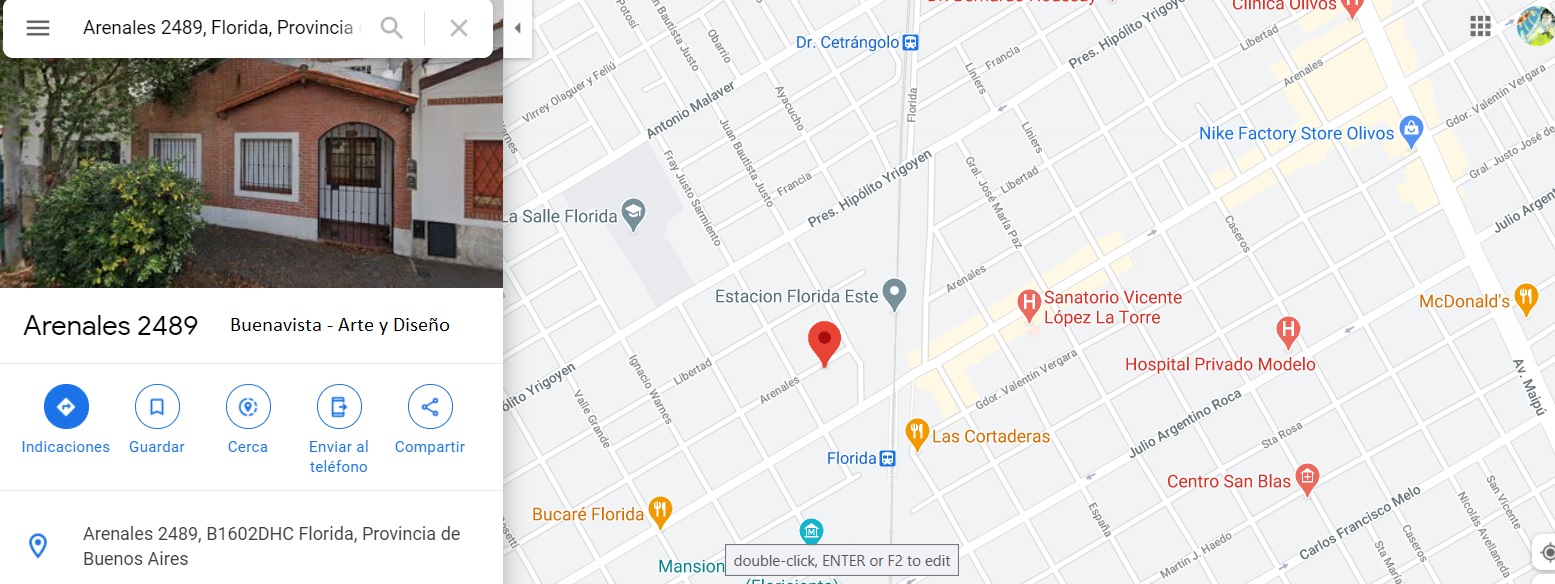 Arenales 2489, Florida, Provincia
Arenales 2489
Buenavista - Arte y Diseño
Indicaciones
Guardar
Cerca
Enviar al
teléfono
Compartir
Arenales 2489, B1602DHC Florida, Provincia de
Buenos Aires
Clínica Olivos
Dr. Cetrángolo
Pres. Hipólito Yrigoyen
Libertad
Potosí
Juan Bautista Justo
Obarrio
Francia
Liniers
Arenales
Virrey Olaguer y Feliú
Antonio Malaver
Ayacucho
Florida
Gdor. Valentín Vergara
Nike Factory Store Olivos
Juan Bautista Justo
Liniers
Gral. Justo José de
Fray Justo Sarmiento
Francia
Pres. Hipólito Yrigoyen
Gral. José María Paz
Libertad
La Salle Florida
Caseros
Julio Argen
Arenales
Estacion Florida Este
Sanatorio Vicente
López La Torre
McDonald's
Hospital Privado Modelo
Ignacio Warnes
Libertad
Arenales
Gdor. Valentín Vergara
ólito Yrigoyen
Valle Grande
Av. Maipú
Julio Argentino Roca
Sta Rosa
Las Cortaderas
Florida
Centro San Blas
Bucaré Florida
España
Carlos Francisco Melo
San Vicente
Nicolás Avellaneda
Caseros
Martín J. Haedo
Sta María
Mansion
(Floricienta)
double-click, ENTER or F2 to edit